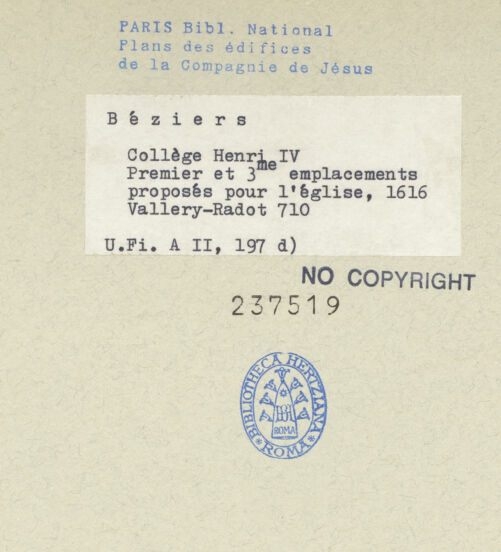 PARIS Bibl. National
Plans des édifices
de la Compagnie de Jésus
Béziers
Collège Henri IV
Premier et 3me emplacements
proposés pour l'église, 1616
Vallery-Radot 710
U.Fi. A II, 197 d)
NO COPYRIGHT
237519
BIBLIOTHECA HERTZIANA
BH
ROMA
*ROMA*